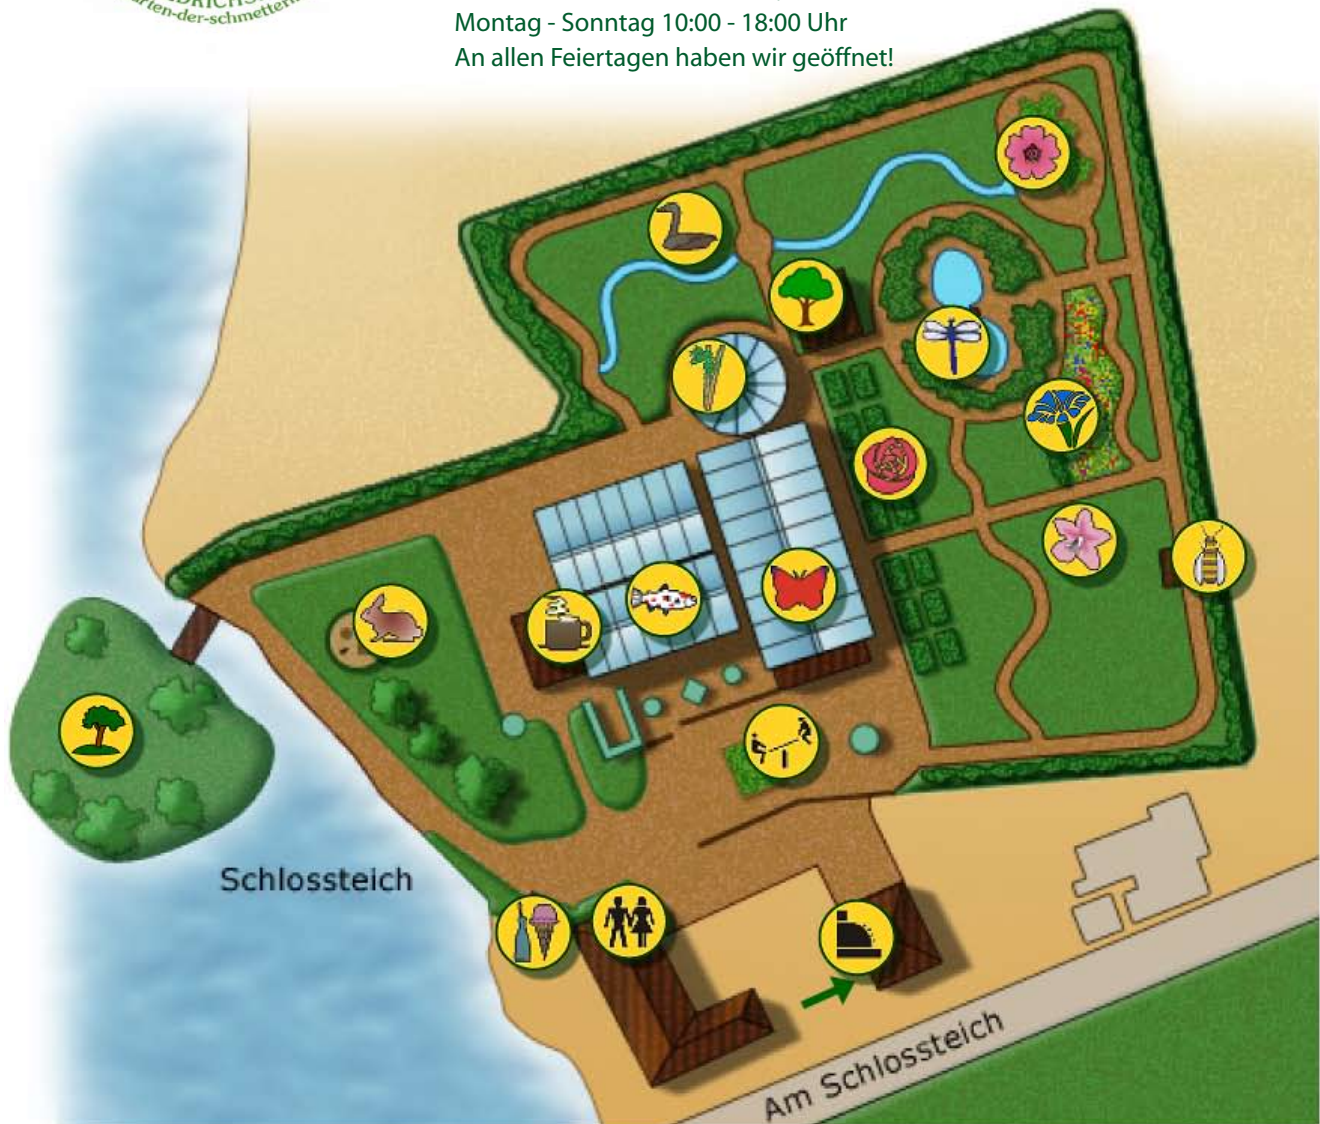 Montag - Sonntag 10:00 - 18:00 Uhr
An allen Feiertagen haben wir geöffnet!
Schlossteich
Am Schlossteich